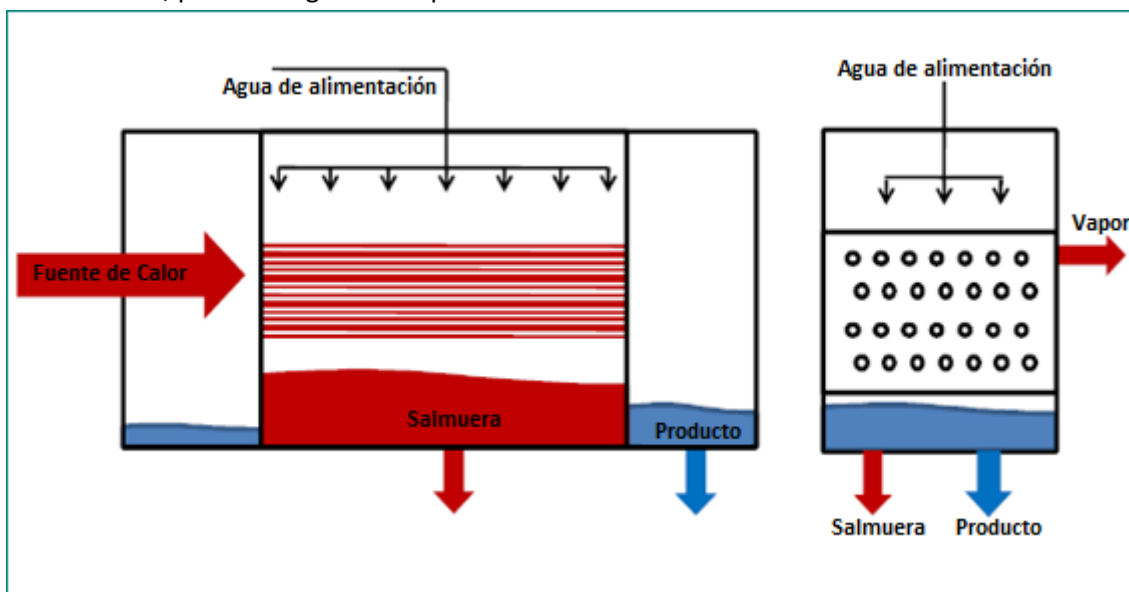 Agua de alimentación
Agua de alimentación
Vapor
Fuente de Calor
Salmuera
Producto
Salmuera
Producto